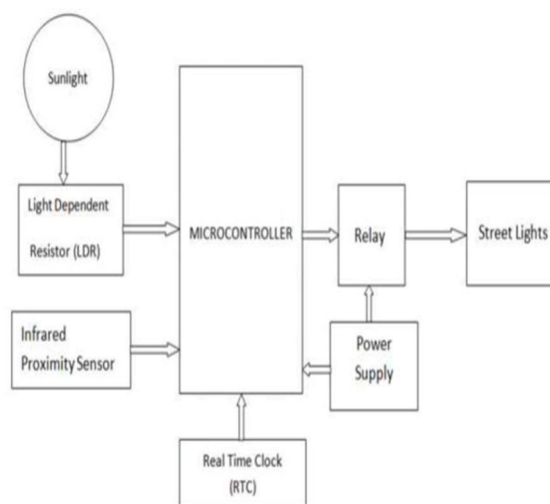 Sunlight
Light Dependent
Resistor (LDR)
MICROCONTROLLER
Relay
Street Lights
Infrared
Proximity Sensor
Power
Supply
Real Time Clock
(RTC)